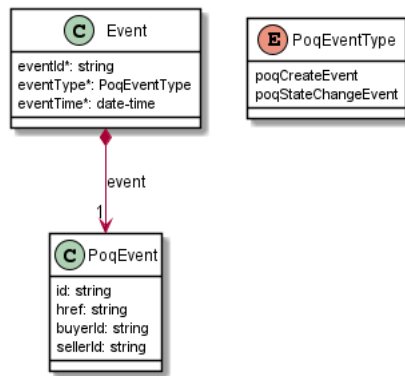 C Event
eventId*: string
eventType*: PoqEventType
eventTime*: date-time
E PoqEventType
poqCreateEvent
poqStateChangeEvent
event
1
C PoqEvent
id: string
href: string
buyerId: string
sellerId: string